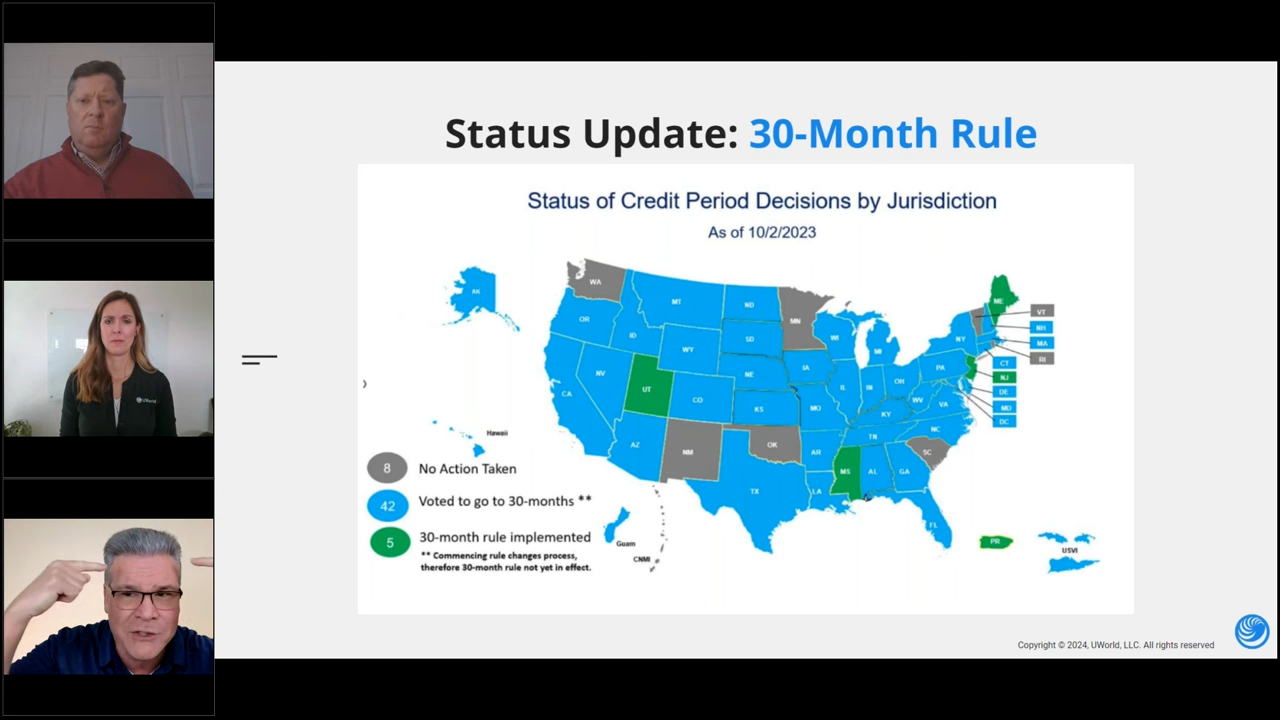 Status Update: 30-Month Rule
Status of Credit Period Decisions by Jurisdiction
As of 10/2/2023
AK
WA
MT
ND
MN
ME
VT
OR
ID
SD
WI
MI
NY
NH
MA
RI
WY
NE
IA
PA
CT
NJ
DE
MD
DC
NV
UT
CO
CA
KS
MO
IL
IN
OH
WV
VA
KY
NC
TN
AZ
NM
OK
AR
SC
MS
AL
GA
TX
LA
FL
Hawaii
Guam
CNMI
PR
USVI
8 No Action Taken
42 Voted to go to 30-months **
5 30-month rule implemented
** Commencing rule changes process,
therefore 30-month rule not yet in effect.
UWorld
Copyright © 2024, UWorld, LLC. All rights reserved